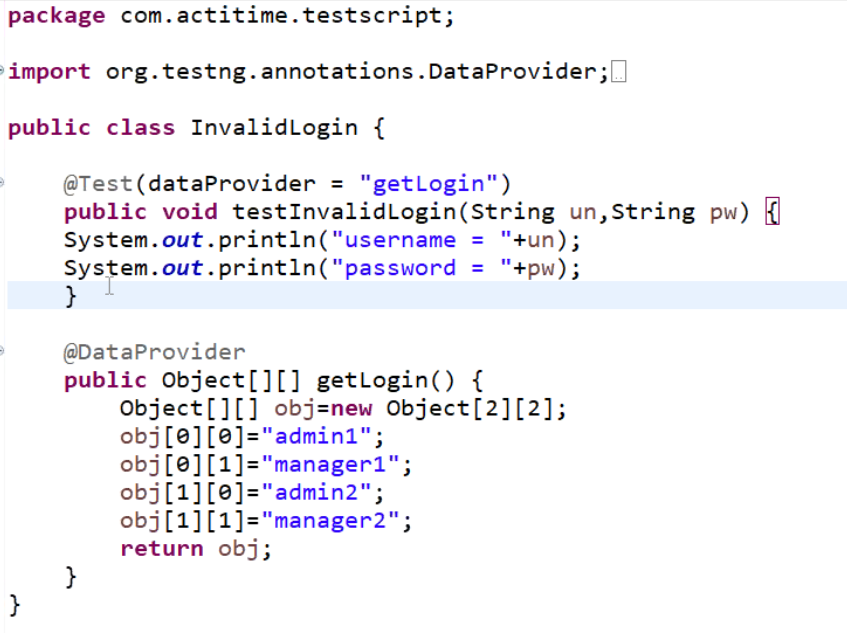 package com.actitime.testscript;
import org.testng.annotations.DataProvider;
public class InvalidLogin {
@Test(dataProvider = "getLogin")
public void testInvalidLogin(String un,String pw) {
System.out.println("username = "+un);
System.out.println("password = "+pw);
}
@DataProvider
public Object[][] getLogin() {
Object[][] obj=new Object[2][2];
obj[0][0]="admin1";
obj[0][1]="manager1";
obj[1][0]="admin2";
obj[1][1]="manager2";
return obj;
}
}